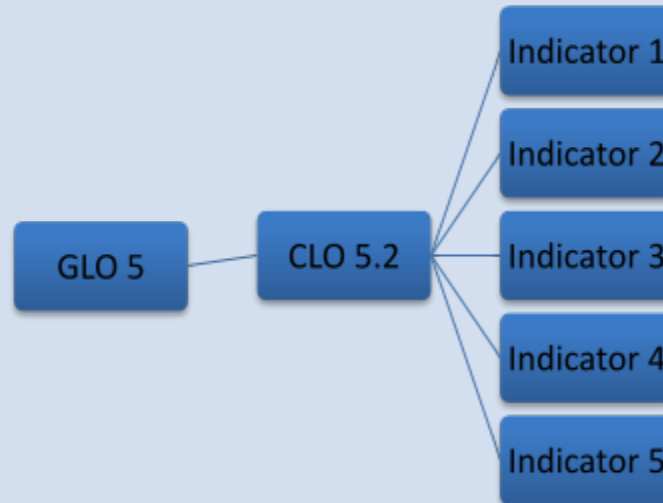 GLO 5
CLO 5.2
Indicator 1
Indicator 2
Indicator 3
Indicator 4
Indicator 5